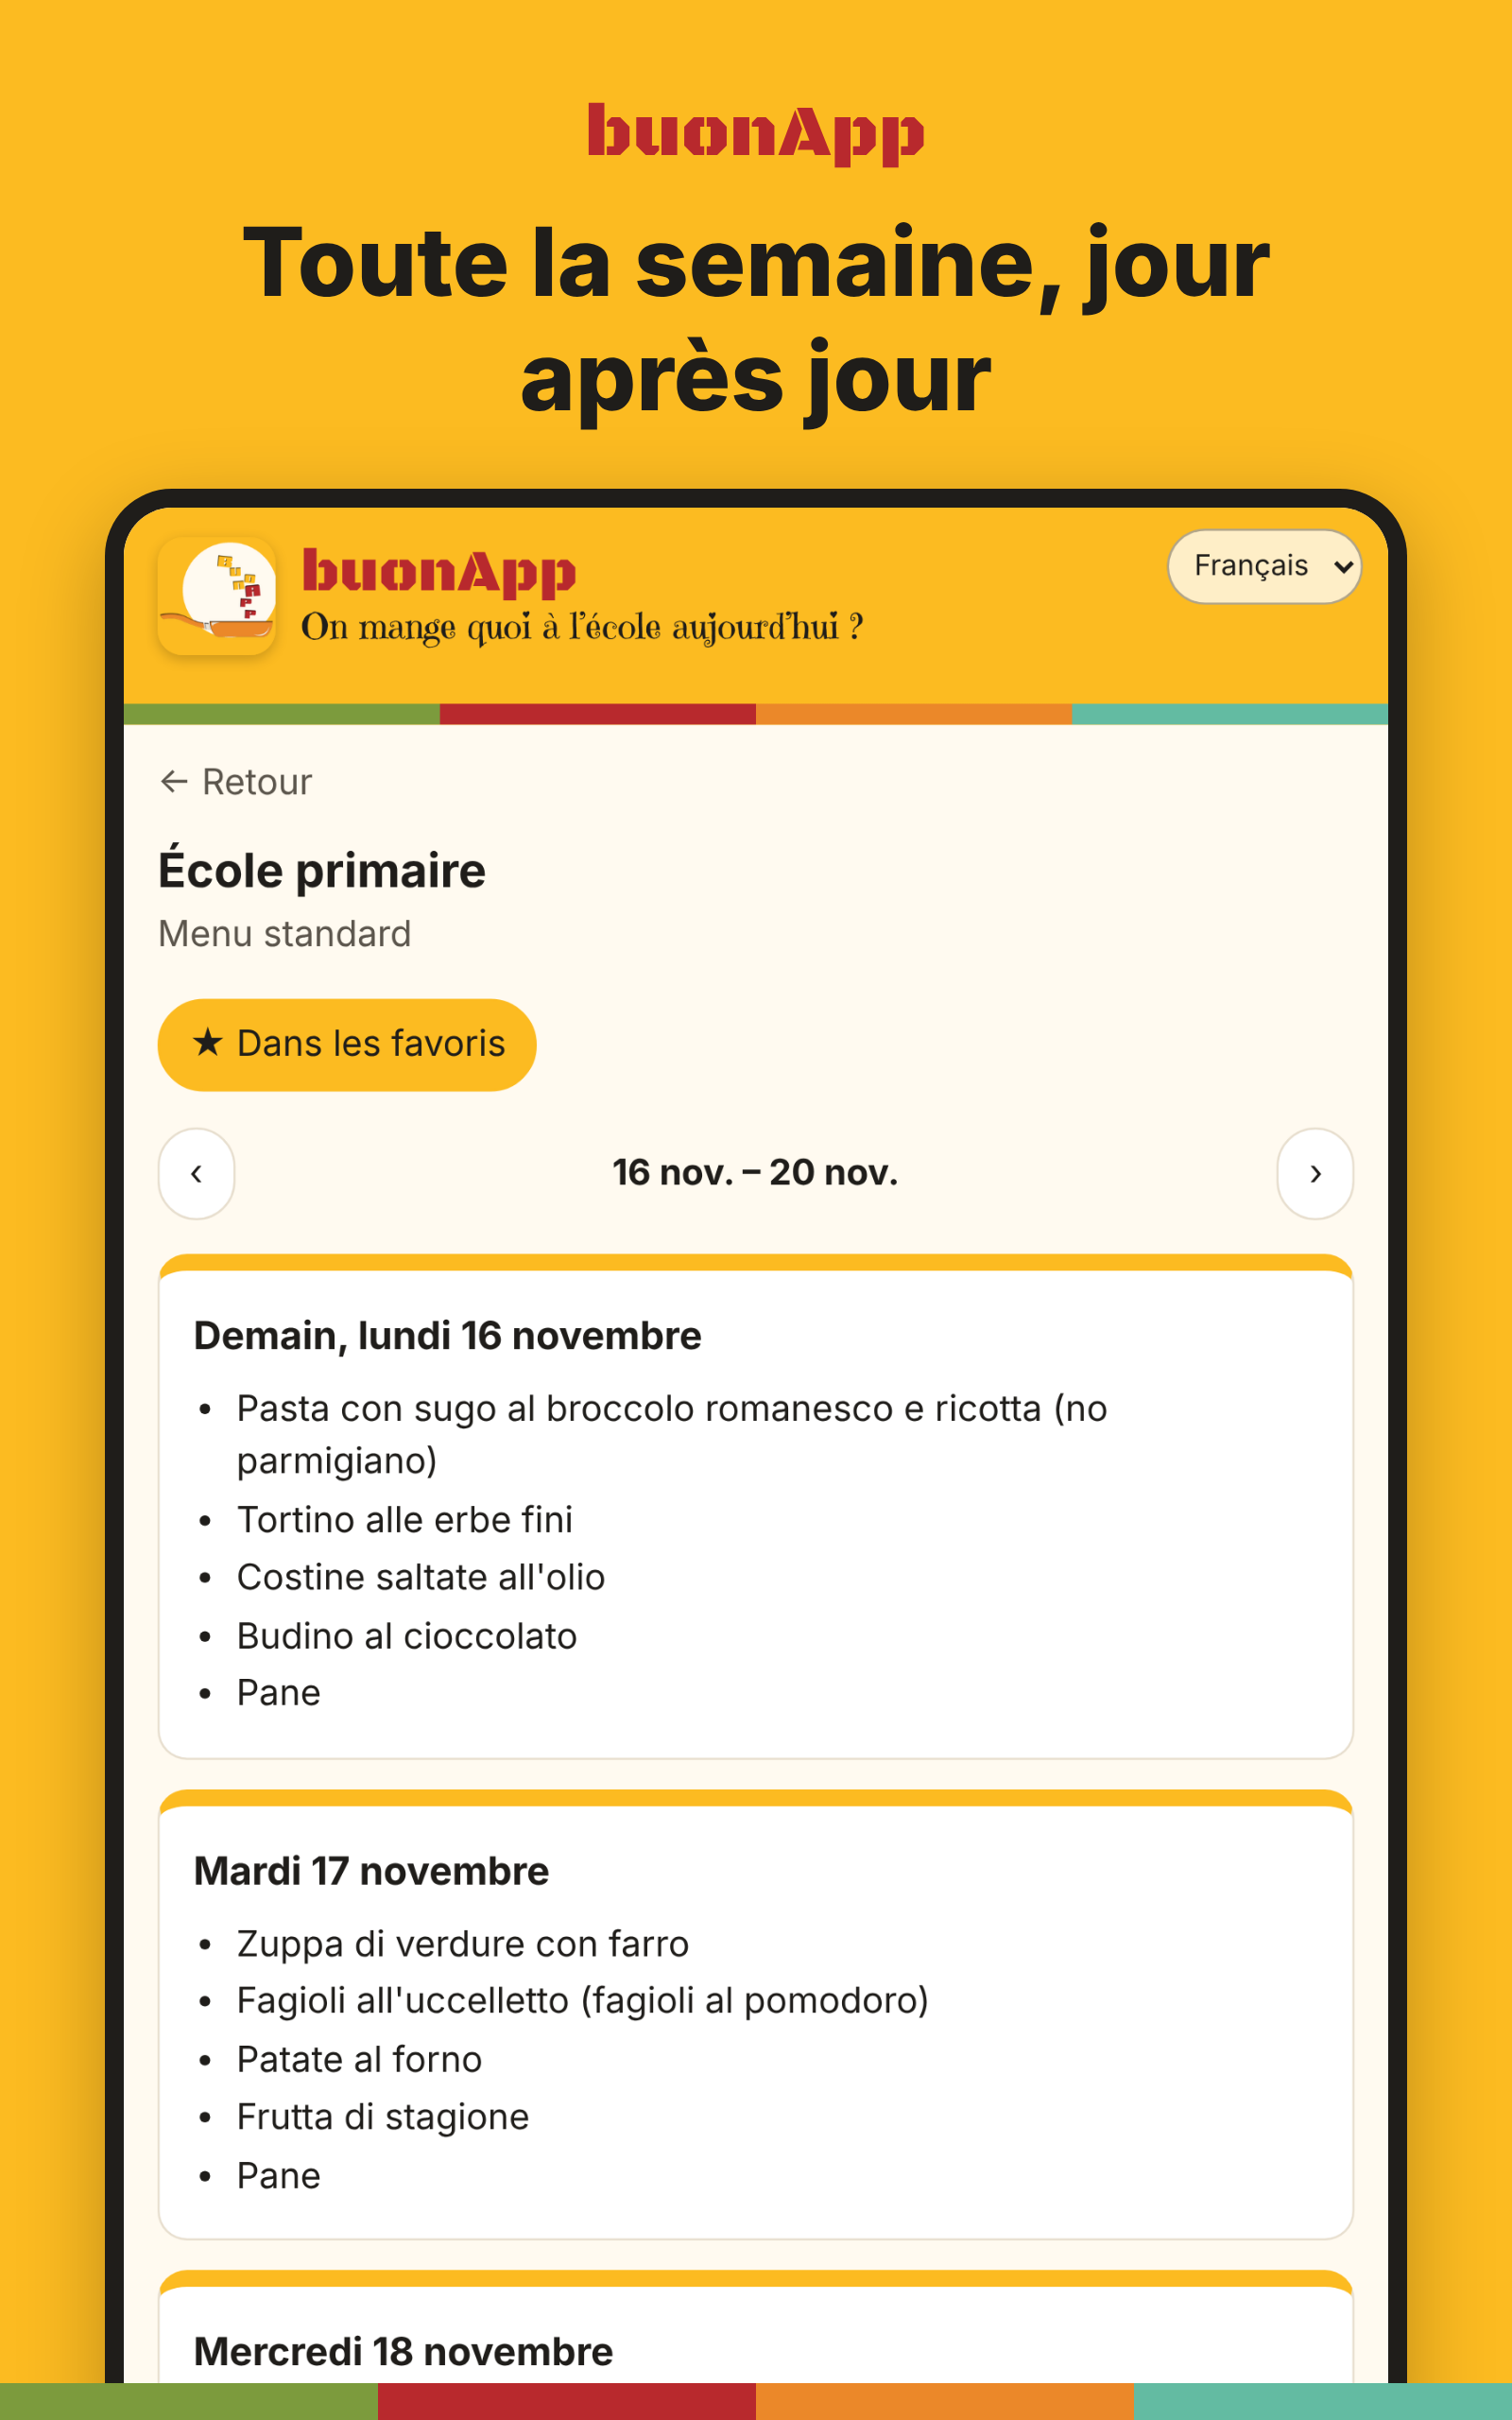 buonApp
Toute la semaine, jour
après jour
buonApp
On mange quoi à l'école aujourd'hui ?
Français
← Retour
École primaire
Menu standard
★ Dans les favoris
‹ 16 nov. – 20 nov. ›
Demain, lundi 16 novembre
• Pasta con sugo al broccolo romanesco e ricotta (no
parmigiano)
• Tortino alle erbe fini
• Costine saltate all'olio
• Budino al cioccolato
• Pane
Mardi 17 novembre
• Zuppa di verdure con farro
• Fagioli all'uccelletto (fagioli al pomodoro)
• Patate al forno
• Frutta di stagione
• Pane
Mercredi 18 novembre